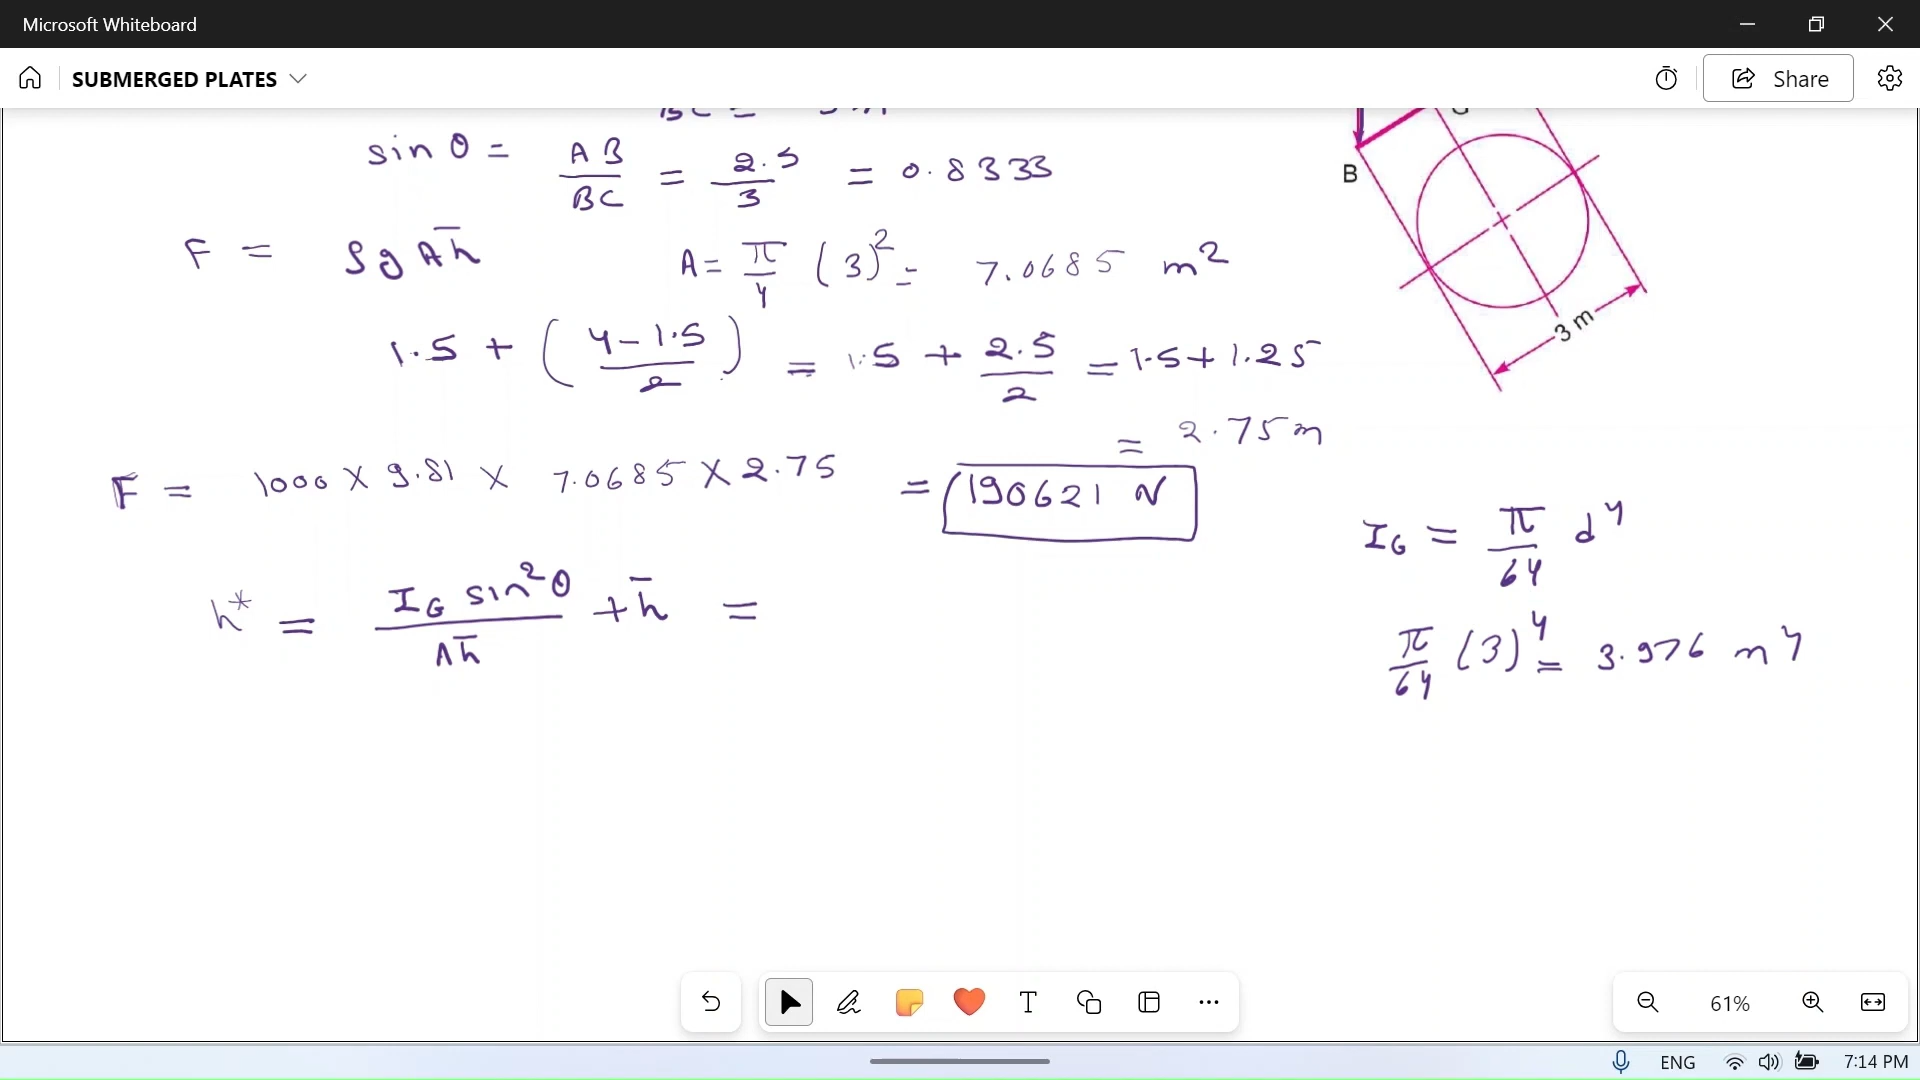 Microsoft Whiteboard
SUBMERGED PLATES
Share
sin θ = AB/BC = 2.5/3 = 0.8333
B
F = ρgAh̄
A = π/4 (3)² = 7.0685 m²
1.5 + (4-1.5/2) = 1.5 + 2.5/2 = 1.5 + 1.25
3 m
= 2.75 m
F = 1000 × 9.81 × 7.0685 × 2.75 = 190621 N
I_G = π/64 d⁴
h* = I_G sin²θ/Ah̄ + h̄ =
π/64 (3)⁴ = 3.976 m⁴
T
61%
ENG
7:14 PM